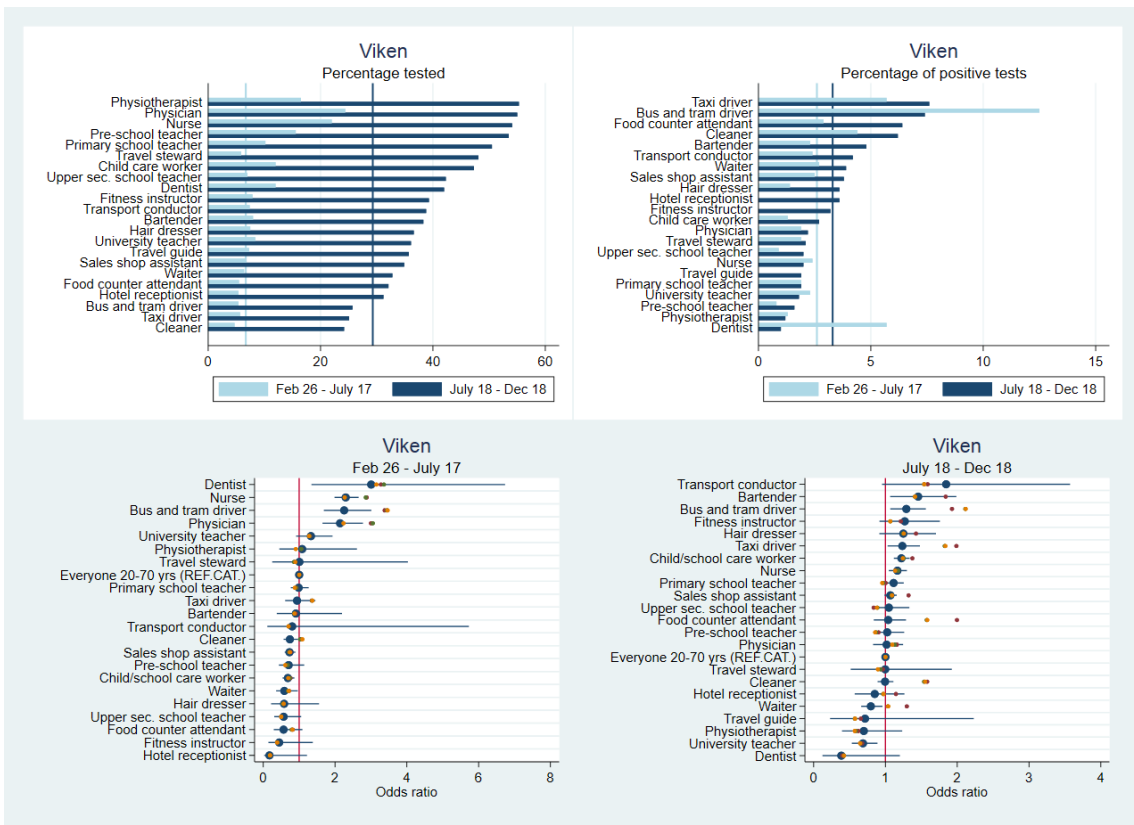 Viken
Percentage tested
Physiotherapist
Physician
Nurse
Pre-school teacher
Primary school teacher
Travel steward
Child care worker
Upper sec. school teacher
Dentist
Fitness instructor
Transport conductor
Bartender
Hair dresser
University teacher
Travel guide
Sales shop assistant
Waiter
Food counter attendant
Hotel receptionist
Bus and tram driver
Taxi driver
Cleaner
0 20 40 60
Feb 26 - July 17 July 18 - Dec 18
Viken
Percentage of positive tests
Taxi driver
Bus and tram driver
Food counter attendant
Cleaner
Bartender
Transport conductor
Waiter
Sales shop assistant
Hair dresser
Hotel receptionist
Fitness instructor
Child care worker
Physician
Travel steward
Upper sec. school teacher
Nurse
Travel guide
Primary school teacher
University teacher
Pre-school teacher
Physiotherapist
Dentist
0 5 10 15
Feb 26 - July 17 July 18 - Dec 18
Viken
Feb 26 - July 17
Dentist
Nurse
Bus and tram driver
Physician
University teacher
Physiotherapist
Travel steward
Everyone 20-70 yrs (REF.CAT.)
Primary school teacher
Taxi driver
Bartender
Transport conductor
Cleaner
Sales shop assistant
Pre-school teacher
Child/school care worker
Waiter
Hair dresser
Upper sec. school teacher
Food counter attendant
Fitness instructor
Hotel receptionist
0 2 4 6 8
Odds ratio
Viken
July 18 - Dec 18
Transport conductor
Bartender
Bus and tram driver
Fitness instructor
Hair dresser
Taxi driver
Child/school care worker
Nurse
Primary school teacher
Sales shop assistant
Upper sec. school teacher
Food counter attendant
Pre-school teacher
Physician
Everyone 20-70 yrs (REF.CAT.)
Travel steward
Cleaner
Hotel receptionist
Waiter
Travel guide
Physiotherapist
University teacher
Dentist
0 1 2 3 4
Odds ratio